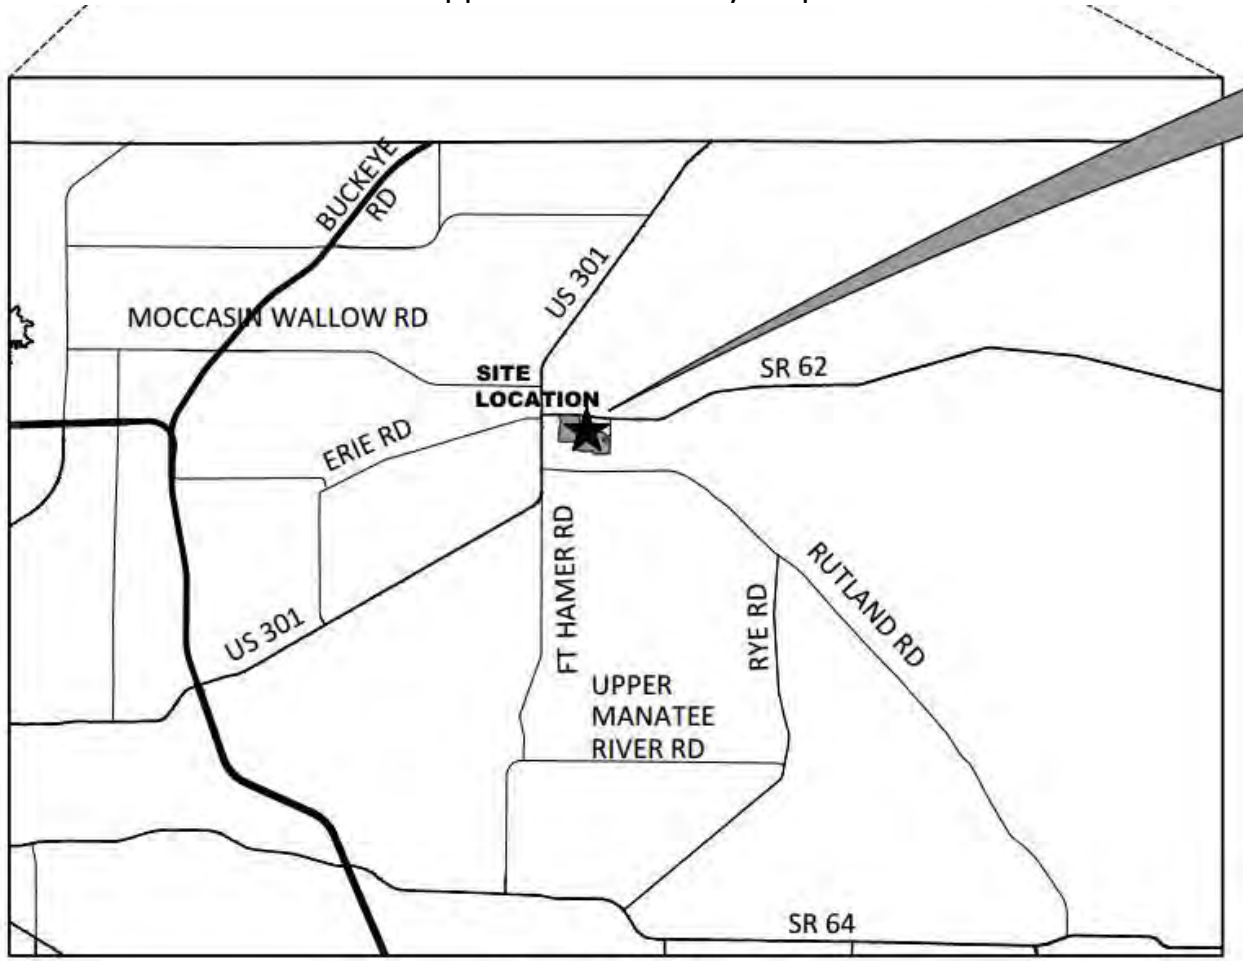 BUCKEYE
RD
US 301
MOCCASIN WALLOW RD
SR 62
SITE
LOCATION
ERIE RD
FT HAMER RD
RUTLAND RD
RYE RD
US 301
UPPER
MANATEE
RIVER RD
SR 64